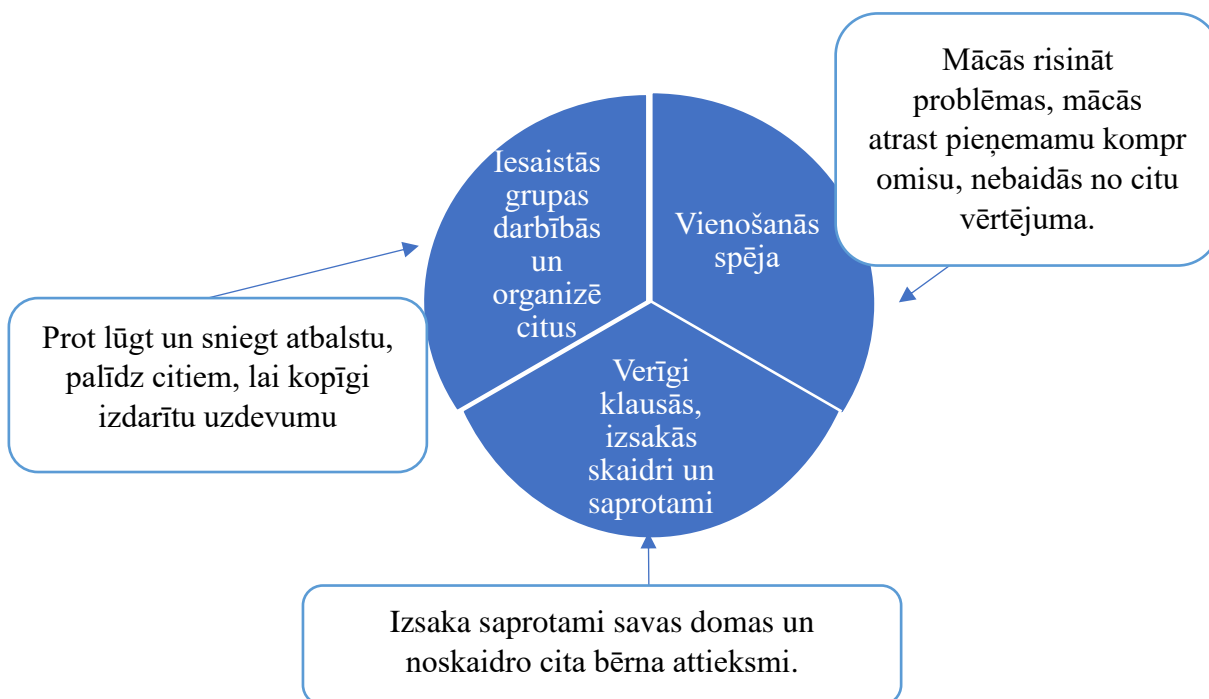 Mācās risināt
problēmas, mācās
atrast pieņemamu kompr
omisu, nebaidās no citu
vērtējuma.
Iesaistās
grupas
darbībās
un
organizē
citus
Vienošanās
spēja
Prot lūgt un sniegt atbalstu,
palīdz citiem, lai kopīgi
izdarītu uzdevumu
Verīgi
klausās,
izsakās
skaidri un
saprotami
Izsaka saprotami savas domas un
noskaidro cita bērna attieksmi.